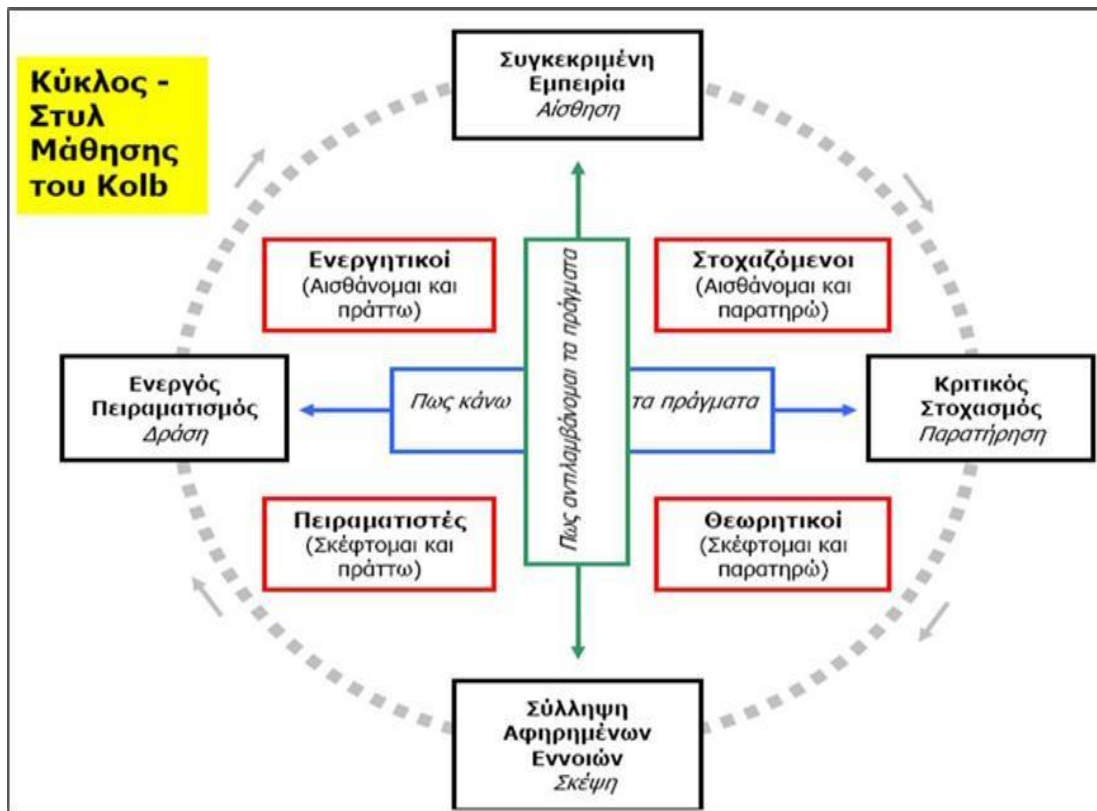 Κύκλος -
Στυλ
Μάθησης
του Kolb
Συγκεκριμένη
Εμπειρία
Αίσθηση
Ενεργητικοί
(Αισθάνομαι και
πράττω)
Στοχαζόμενοι
(Αισθάνομαι και
παρατηρώ)
Ενεργός
Πειραματισμός
Δράση
Πως κάνω τα πράγματα
Πως αντιλαμβάνομαι τα πράγματα
Κριτικός
Στοχασμός
Παρατήρηση
Πειραματιστές
(Σκέφτομαι και
πράττω)
Θεωρητικοί
(Σκέφτομαι και
παρατηρώ)
Σύλληψη
Αφηρημένων
Εννοιών
Σκέψη